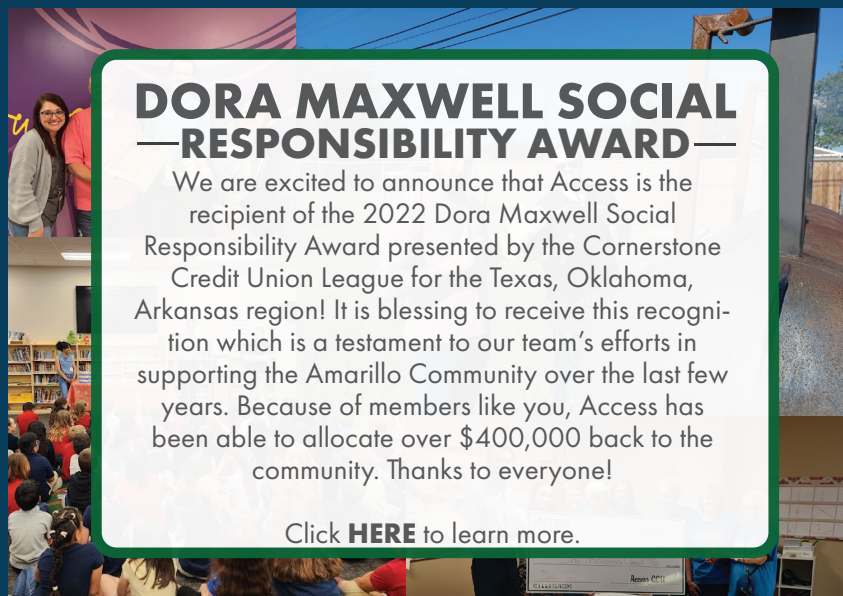 DORA MAXWELL SOCIAL
RESPONSIBILITY AWARD
We are excited to announce that Access is the
recipient of the 2022 Dora Maxwell Social
Responsibility Award presented by the Cornerstone
Credit Union League for the Texas, Oklahoma,
Arkansas region! It is blessing to receive this recogni-
tion which is a testament to our team’s efforts in
supporting the Amarillo Community over the last few
years. Because of members like you, Access has
been able to allocate over $400,000 back to the
community. Thanks to everyone!
Click HERE to learn more.